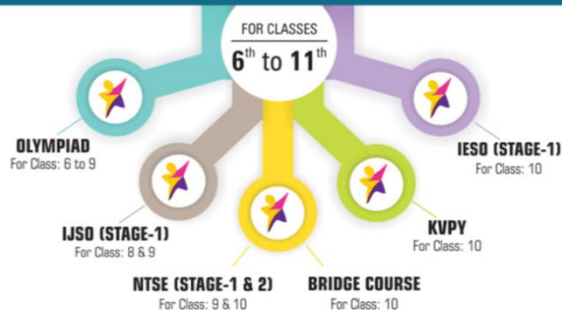 FOR CLASSES
6th to 11th
OLYMPIAD
For Class: 6 to 9
IJSO (STAGE-1)
For Class: 8 & 9
NTSE (STAGE-1 & 2)
For Class: 9 & 10
BRIDGE COURSE
For Class: 10
KVPY
For Class: 10
IESO (STAGE-1)
For Class: 10